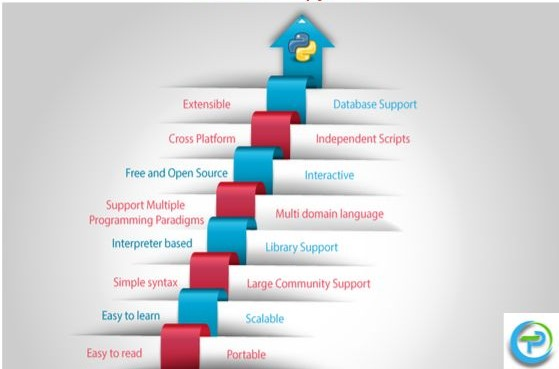 Extensible Database Support
Cross Platform Independent Scripts
Free and Open Source Interactive
Support Multiple
Programming Paradigms Multi domain language
Interpreter based Library Support
Simple syntax Large Community Support
Easy to learn Scalable
Easy to read Portable